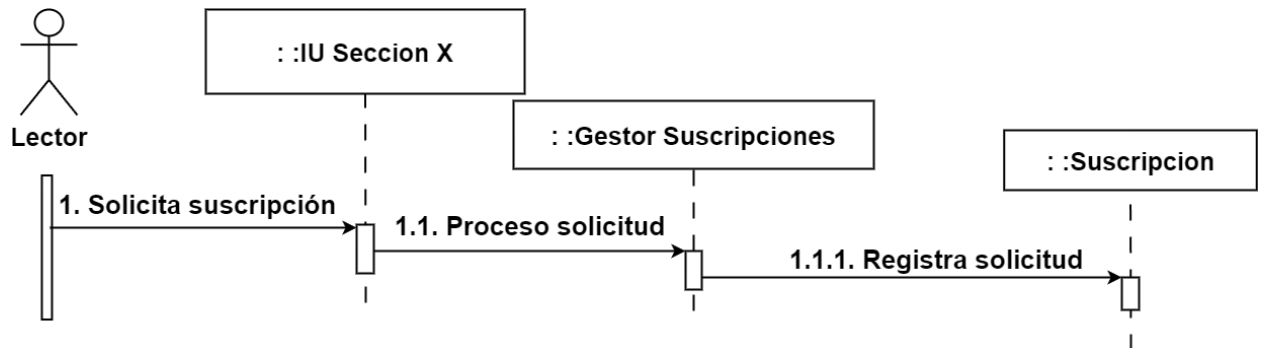 : :IU Seccion X
: :Gestor Suscripciones
Lector
: :Suscripcion
1. Solicita suscripción
1.1. Proceso solicitud
1.1.1. Registra solicitud